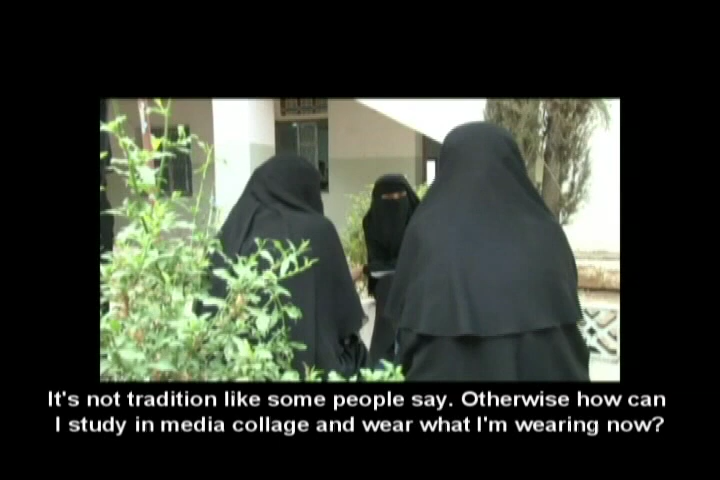 It's not tradition like some people say. Otherwise how can
I study in media collage and wear what I'm wearing now?